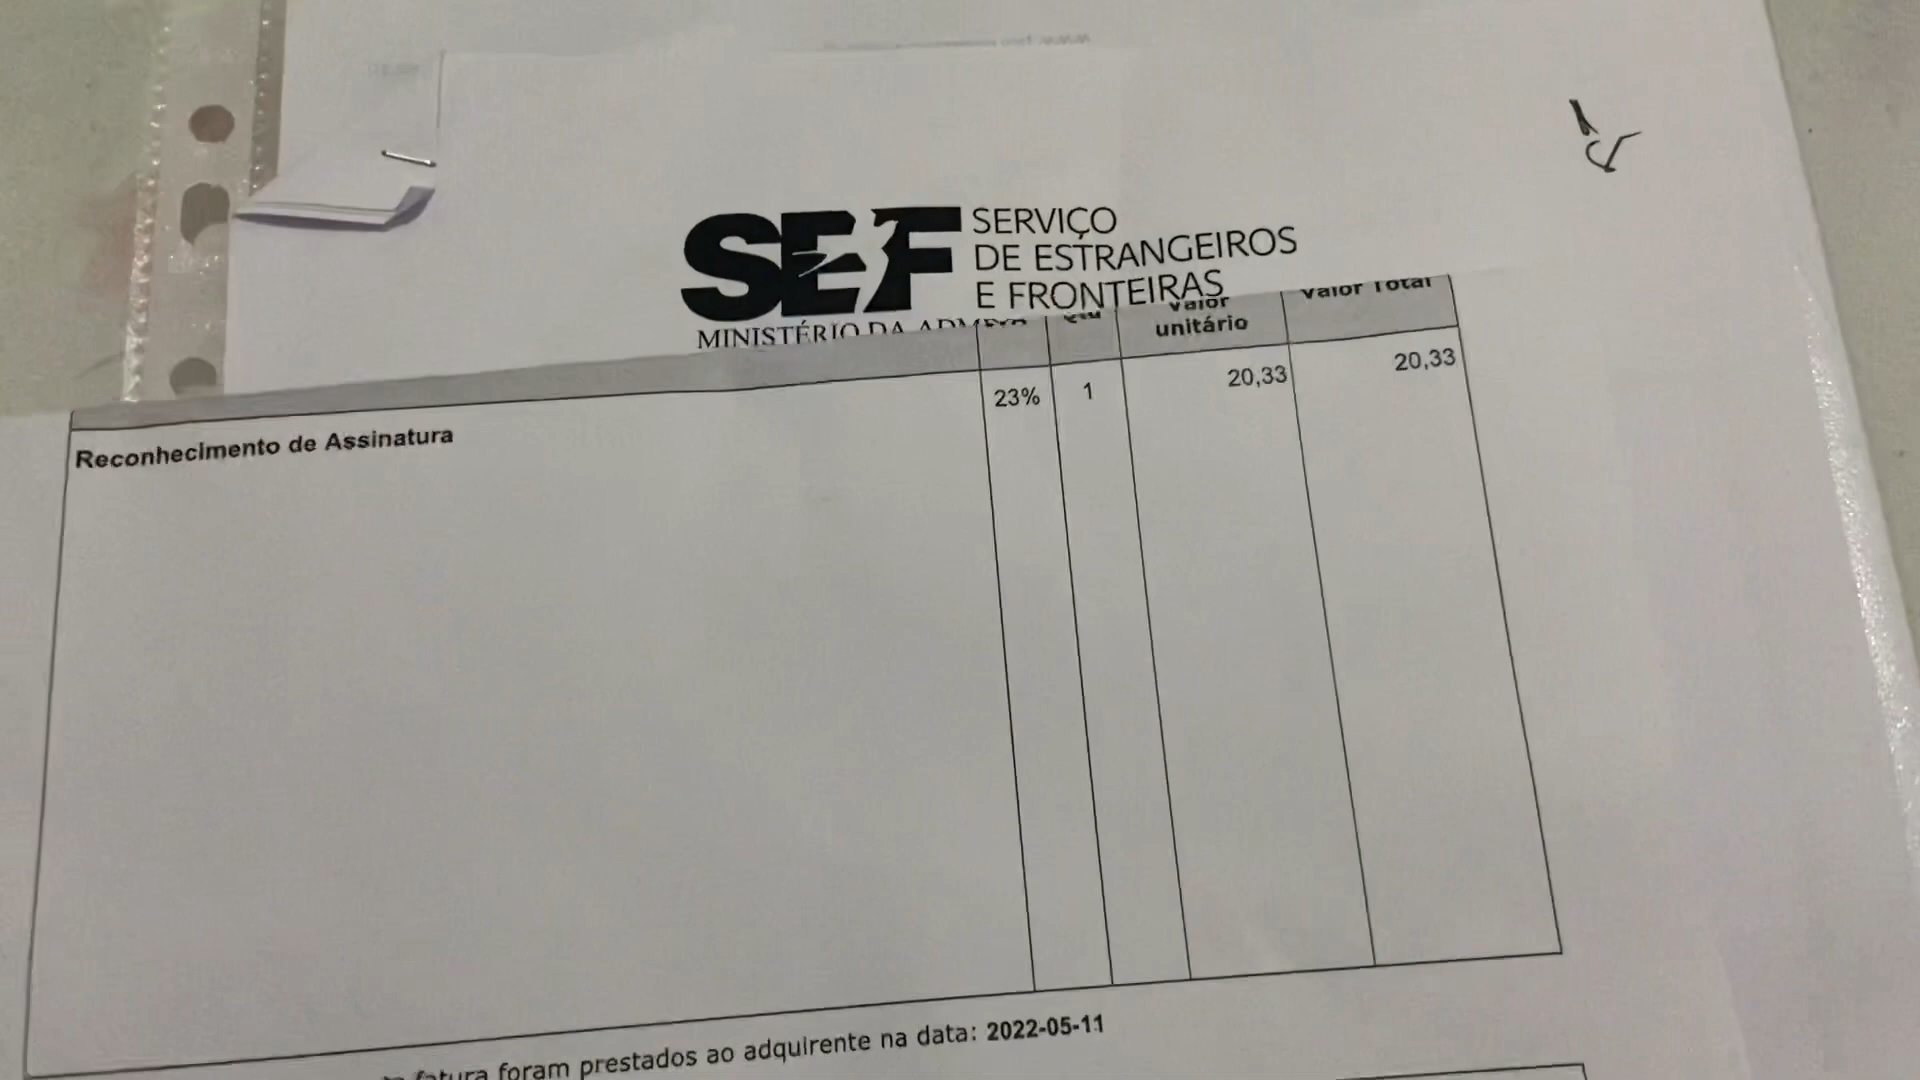 SEF SERVIÇO
DE ESTRANGEIROS
E FRONTEIRAS
MINISTÉRIO DA
Valor Valor Total
unitário
Reconhecimento de Assinatura 23% 1 20,33 20,33
fatura foram prestados ao adquirente na data: 2022-05-11